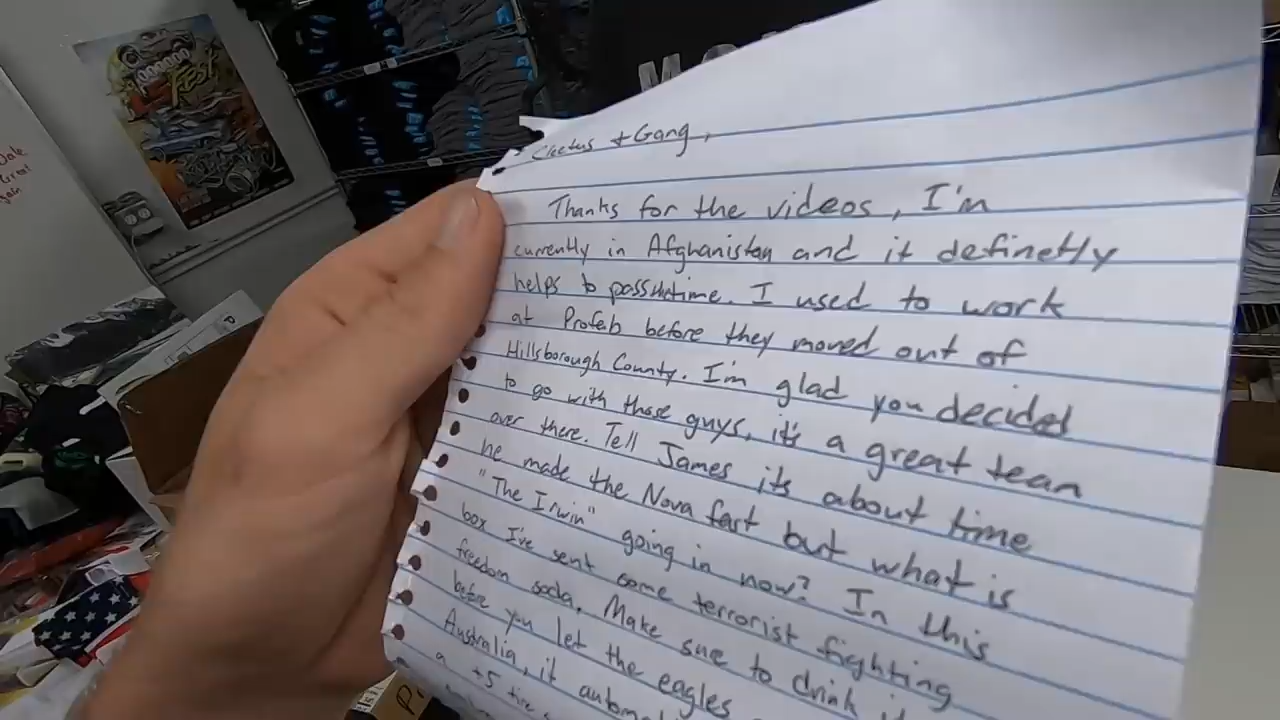 Cleetus + Gang,
Thanks for the videos, I'm
currently in Afghanistan and it definetly
helps to pass the time. I used to work
at Profab before they moved out of
Hillsborough County. I'm glad you decided
to go with those guys, it's a great team
over there. Tell James its about time
he made the Nova fast but what is
"The Irwin" going in now? In this
box I've sent some terrorist fighting
freedom soda. Make sure to drink it
before you let the eagles
Australia, it
a +5 tire
Dale
FEST